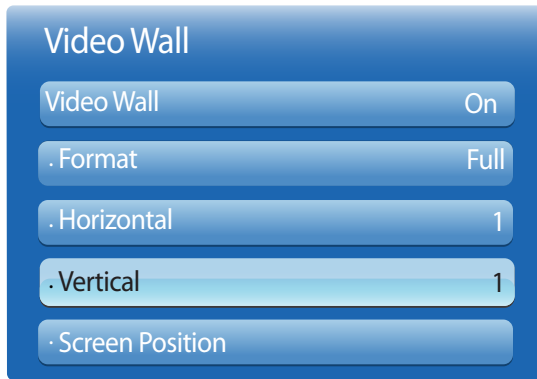 Video Wall
Video Wall On
· Format Full
· Horizontal 1
· Vertical 1
· Screen Position